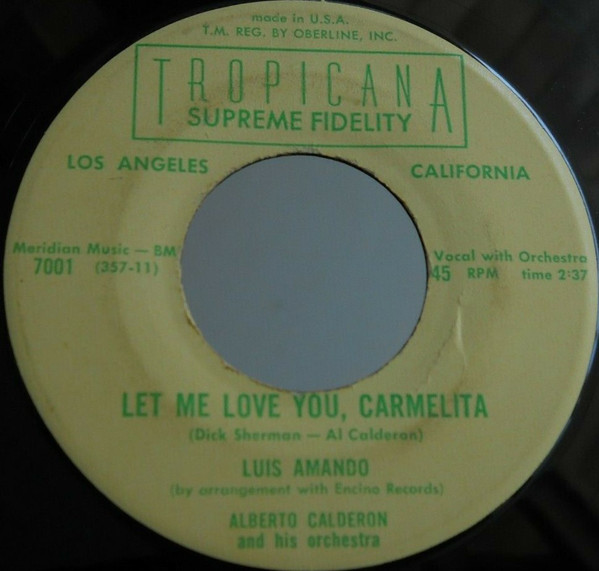 made in U.S.A.
T.M. REG. BY OBERLINE, INC.
TROPICANA
SUPREME FIDELITY
LOS ANGELES CALIFORNIA
Meridian Music — BMI Vocal with Orchestra
7001 (357-11) 45 RPM time 2:37
LET ME LOVE YOU, CARMELITA
(Dick Sherman — Al Calderon)
LUIS AMANDO
(by arrangement with Encino Records)
ALBERTO CALDERON
and his orchestra